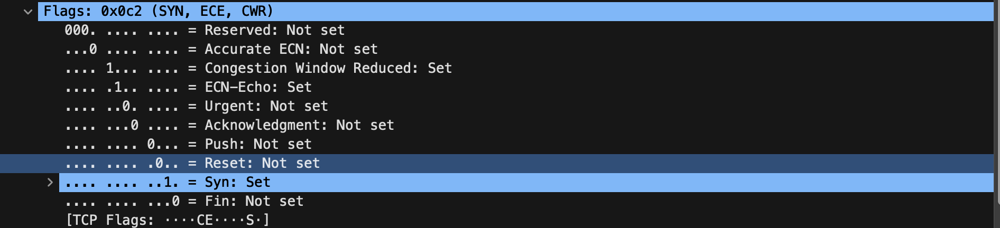 Flags: 0x0c2 (SYN, ECE, CWR)
000. .... .... = Reserved: Not set
...0 .... .... = Accurate ECN: Not set
.... 1... .... = Congestion Window Reduced: Set
.... .1.. .... = ECN-Echo: Set
.... ..0. .... = Urgent: Not set
.... ...0 .... = Acknowledgment: Not set
.... .... 0... = Push: Not set
.... .... .0.. = Reset: Not set
.... .... ..1. = Syn: Set
.... .... ...0 = Fin: Not set
[TCP Flags: ····CE····S·]